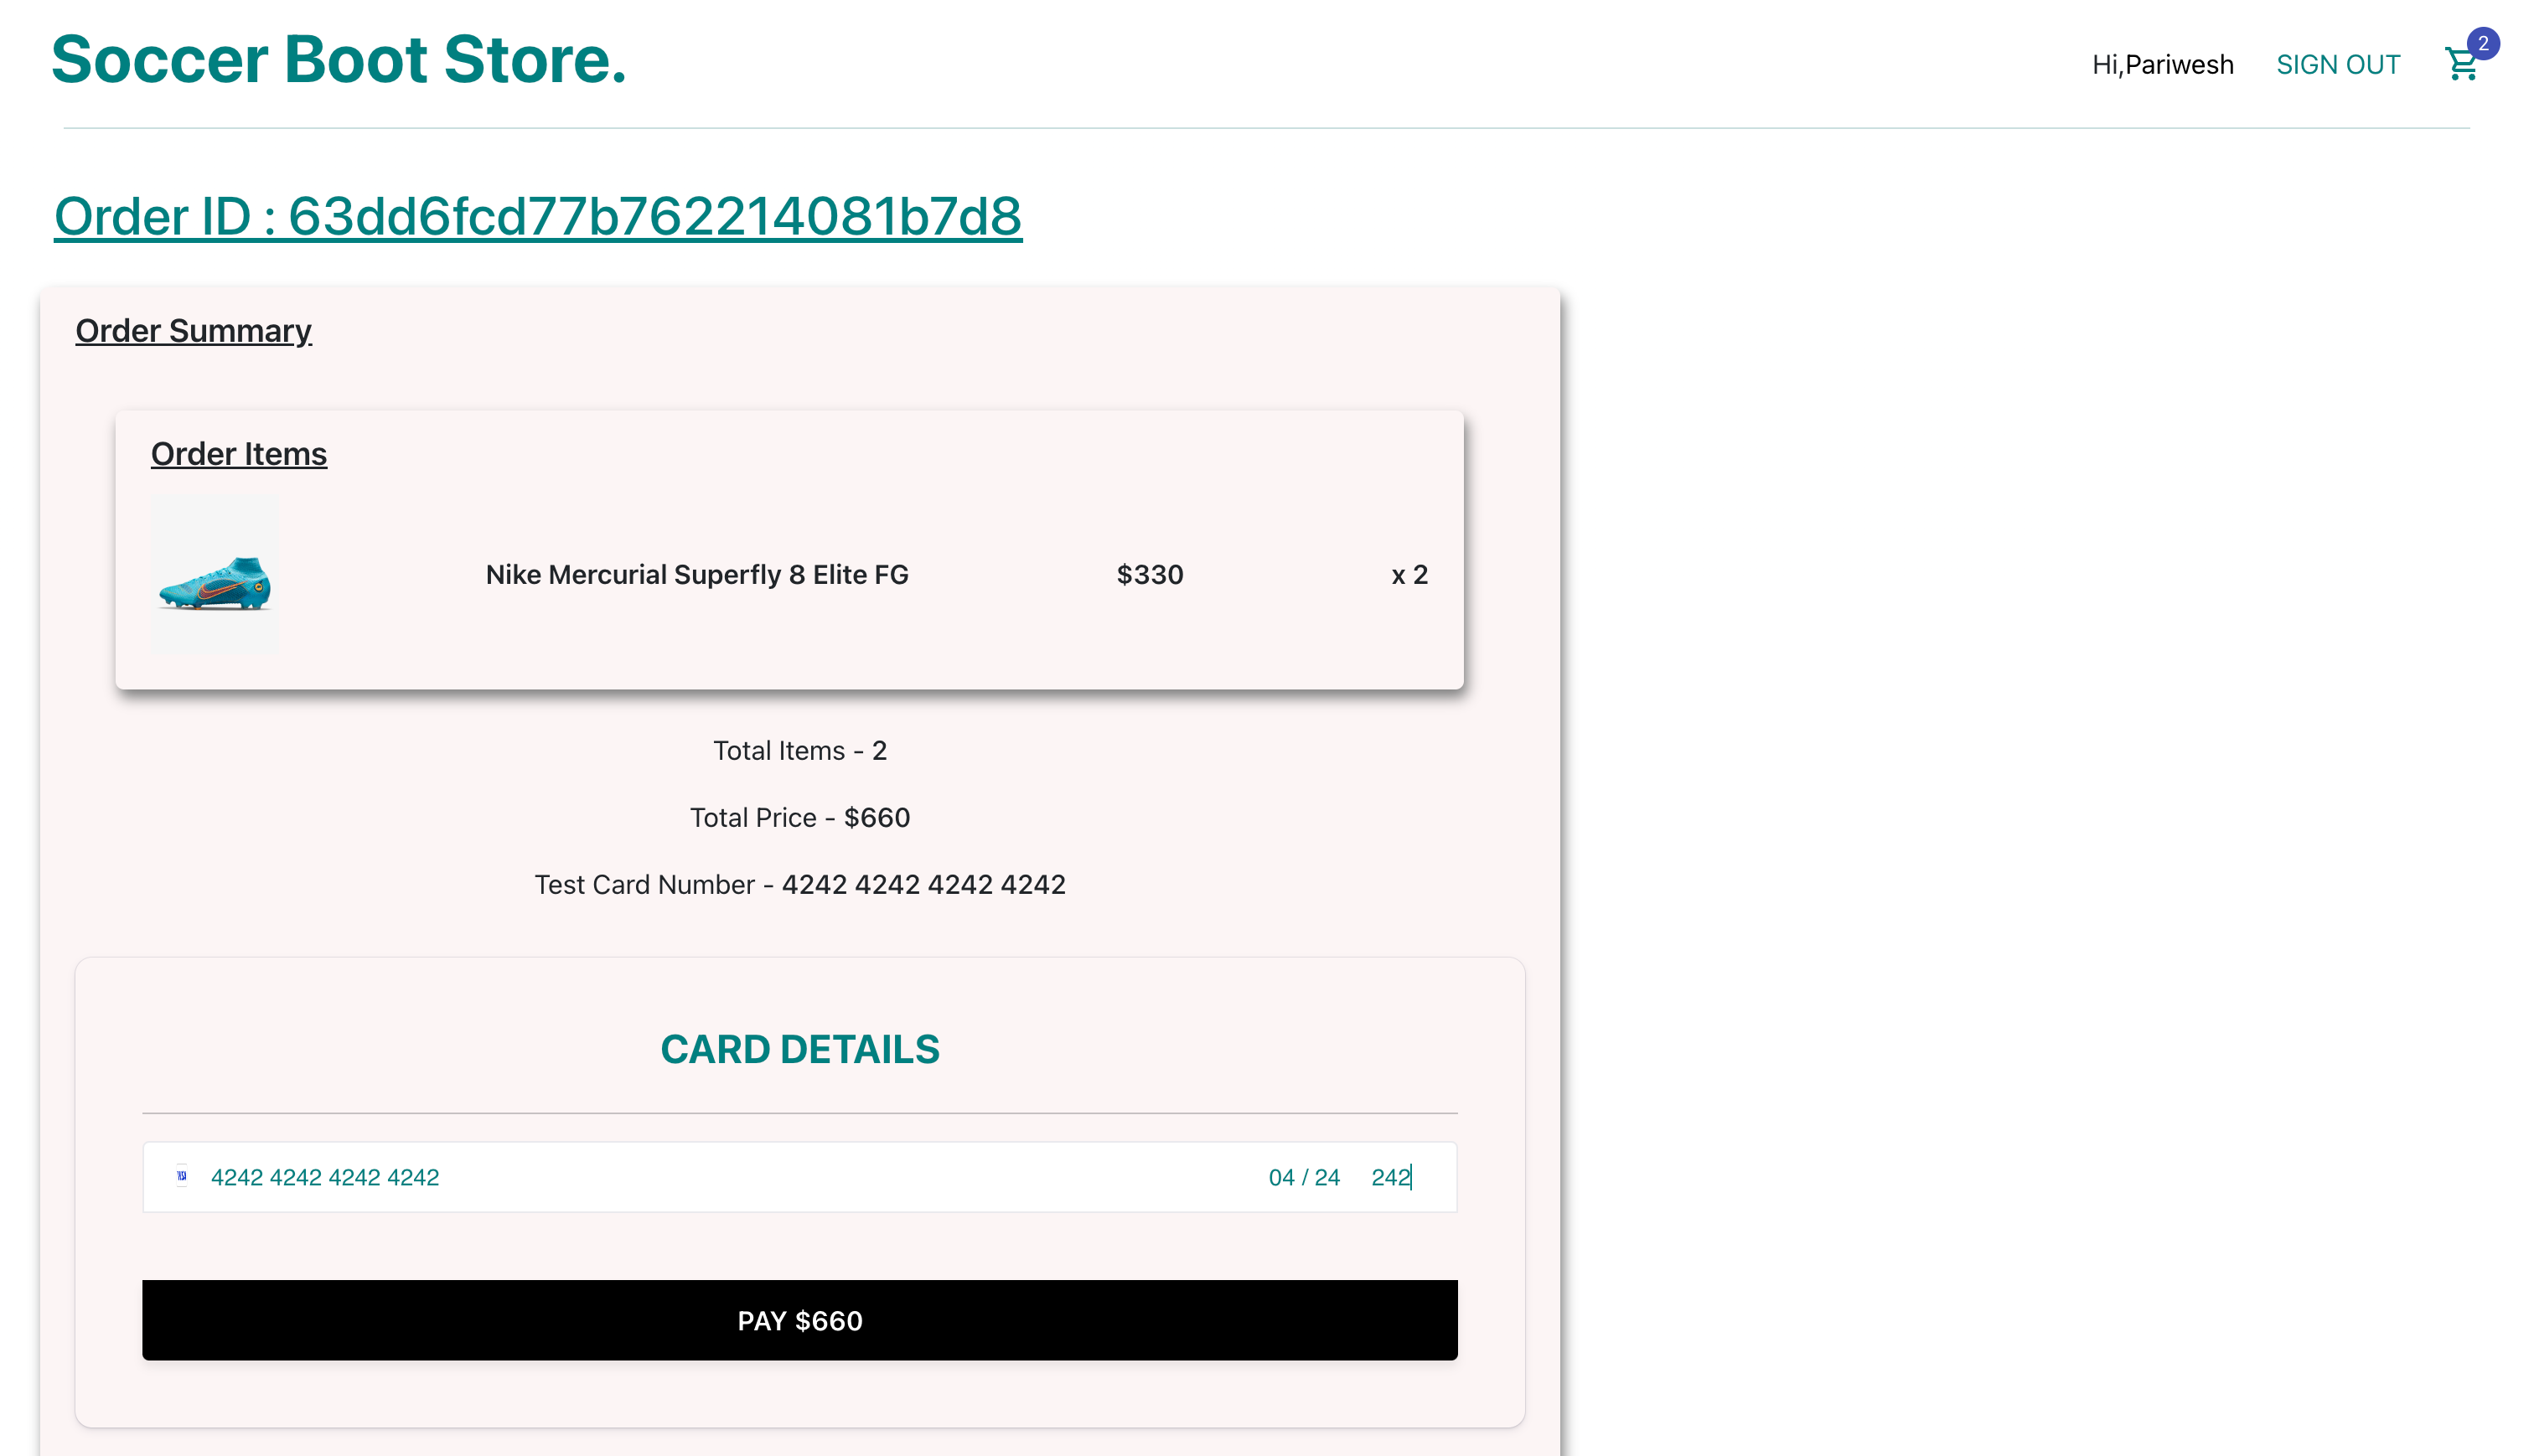 Soccer Boot Store.
Hi,Pariwesh SIGN OUT 2
Order ID : 63dd6fcd77b762214081b7d8
Order Summary
Order Items
Nike Mercurial Superfly 8 Elite FG $330 x 2
Total Items - 2
Total Price - $660
Test Card Number - 4242 4242 4242 4242
CARD DETAILS
VISA 4242 4242 4242 4242 04 / 24 242
PAY $660